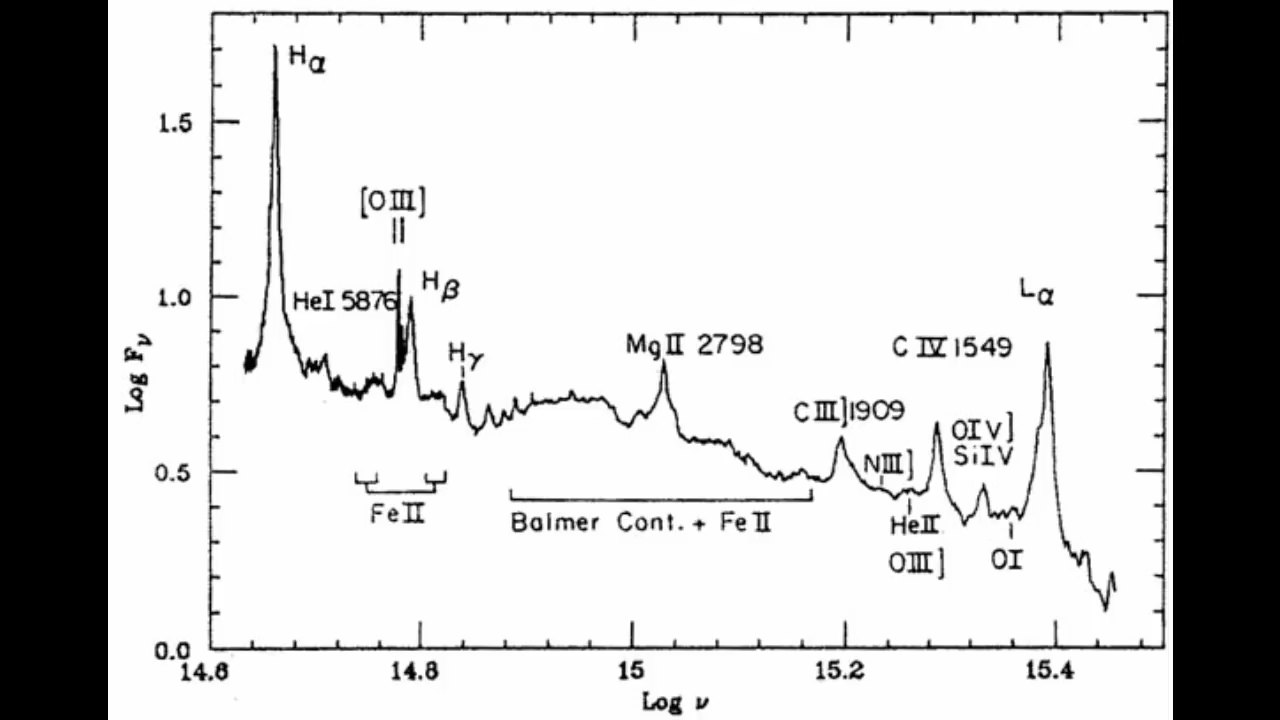 Hα
1.5
[OIII]
Hβ
HeI 5876
1.0
Lα
Hγ
MgII 2798
CIV 1549
Log Fν
CIII] 1909
OIV]
SiIV
NIII]
0.5
FeII
Balmer Cont. + FeII
HeII
OIII]
OI
0.0
14.6
14.8
15
15.2
15.4
Log ν